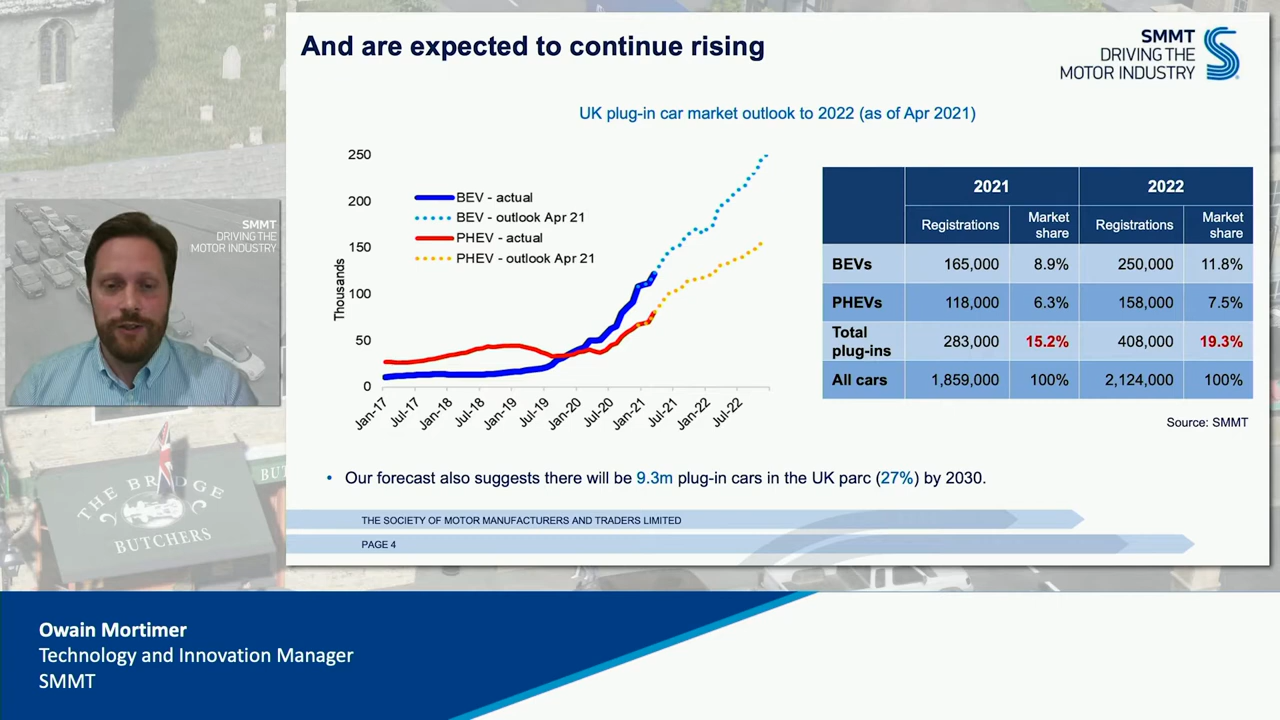 And are expected to continue rising
SMMT
DRIVING THE
MOTOR INDUSTRY
UK plug-in car market outlook to 2022 (as of Apr 2021)
250
200
150
100
50
0
Thousands
BEV - actual
BEV - outlook Apr 21
PHEV - actual
PHEV - outlook Apr 21
Jan-17
Jul-17
Jan-18
Jul-18
Jan-19
Jul-19
Jan-20
Jul-20
Jan-21
Jul-21
Jan-22
Jul-22
2021 2022
Registrations Market share Registrations Market share
BEVs 165,000 8.9% 250,000 11.8%
PHEVs 118,000 6.3% 158,000 7.5%
Total plug-ins 283,000 15.2% 408,000 19.3%
All cars 1,859,000 100% 2,124,000 100%
Source: SMMT
• Our forecast also suggests there will be 9.3m plug-in cars in the UK parc (27%) by 2030.
THE SOCIETY OF MOTOR MANUFACTURERS AND TRADERS LIMITED
PAGE 4
SMMT
DRIVING THE
MOTOR INDUSTRY
THE BRIDGE
BUTCHERS
BUT
Owain Mortimer
Technology and Innovation Manager
SMMT